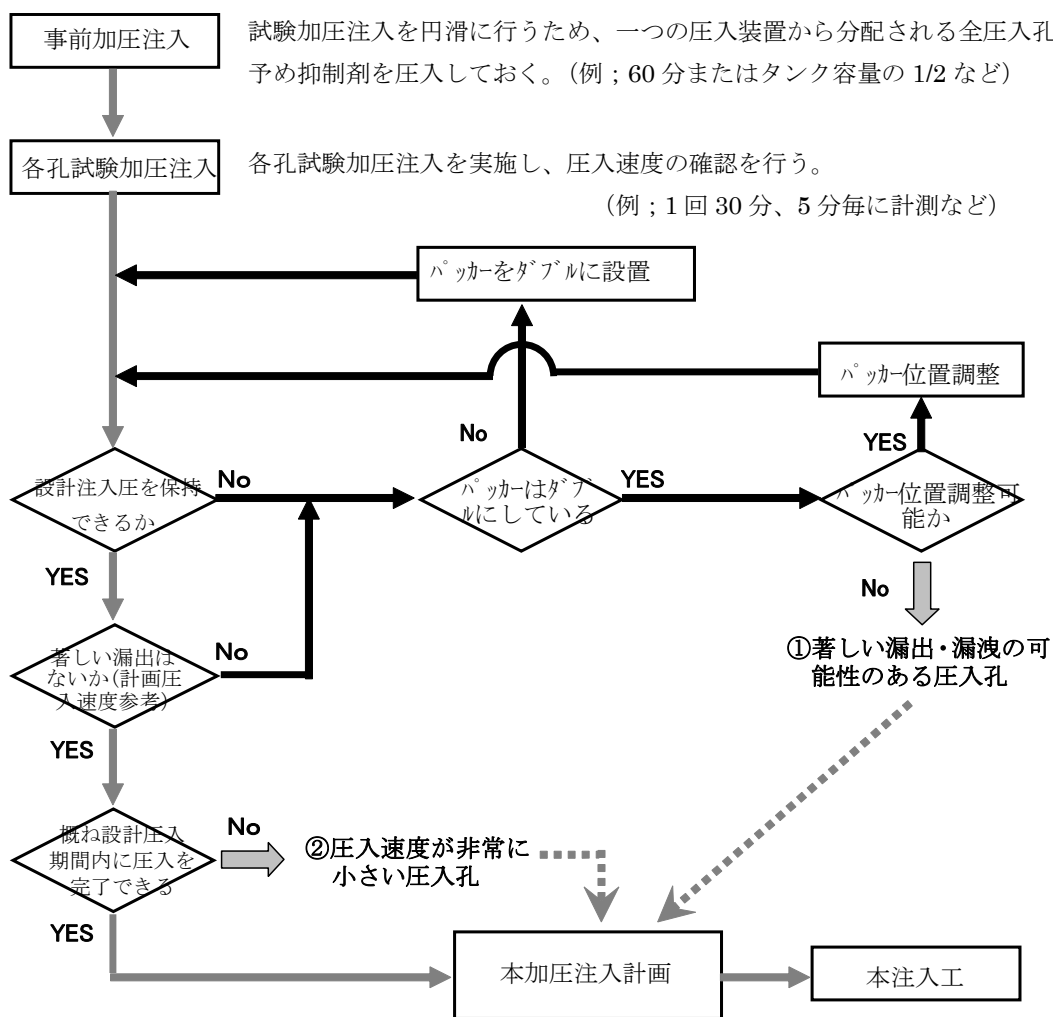 事前加圧注入
試験加圧注入を円滑に行うため、一つの圧入装置から分配される全圧入孔
予め抑制剤を圧入しておく。（例；60 分またはタンク容量の 1/2 など）
各孔試験加圧注入
各孔試験加圧注入を実施し、圧入速度の確認を行う。
（例；1 回 30 分、5 分毎に計測など）
ﾊﾟｯｶｰをﾀﾞﾌﾞﾙに設置
ﾊﾟｯｶｰ位置調整
No
YES
設計注入圧を保持
できるか
No
ﾊﾟｯｶｰはﾀﾞﾌﾞ
ﾙにしている
YES
ﾊﾟｯｶｰ位置調整可
能か
YES
No
著しい漏出は
ないか(計画圧
入速度参考)
No
①著しい漏出・漏洩の可
能性のある圧入孔
YES
概ね設計圧入
期間内に圧入を
完了できる
No
②圧入速度が非常に
小さい圧入孔
YES
本加圧注入計画
本注入工